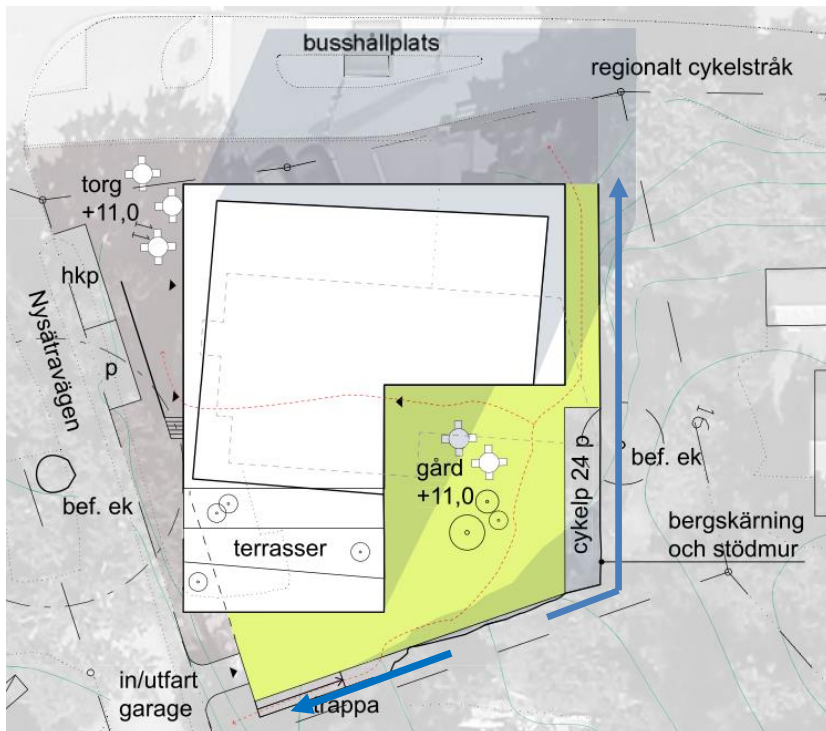 busshållplats
regionalt cykelstråk
torg
+11,0
hkp
Nysätravägen
p
16
gård
+11,0
cykelp 24 p
bef. ek
bef. ek
terrasser
bergskärning
och stödmur
in/utfart
garage
trappa